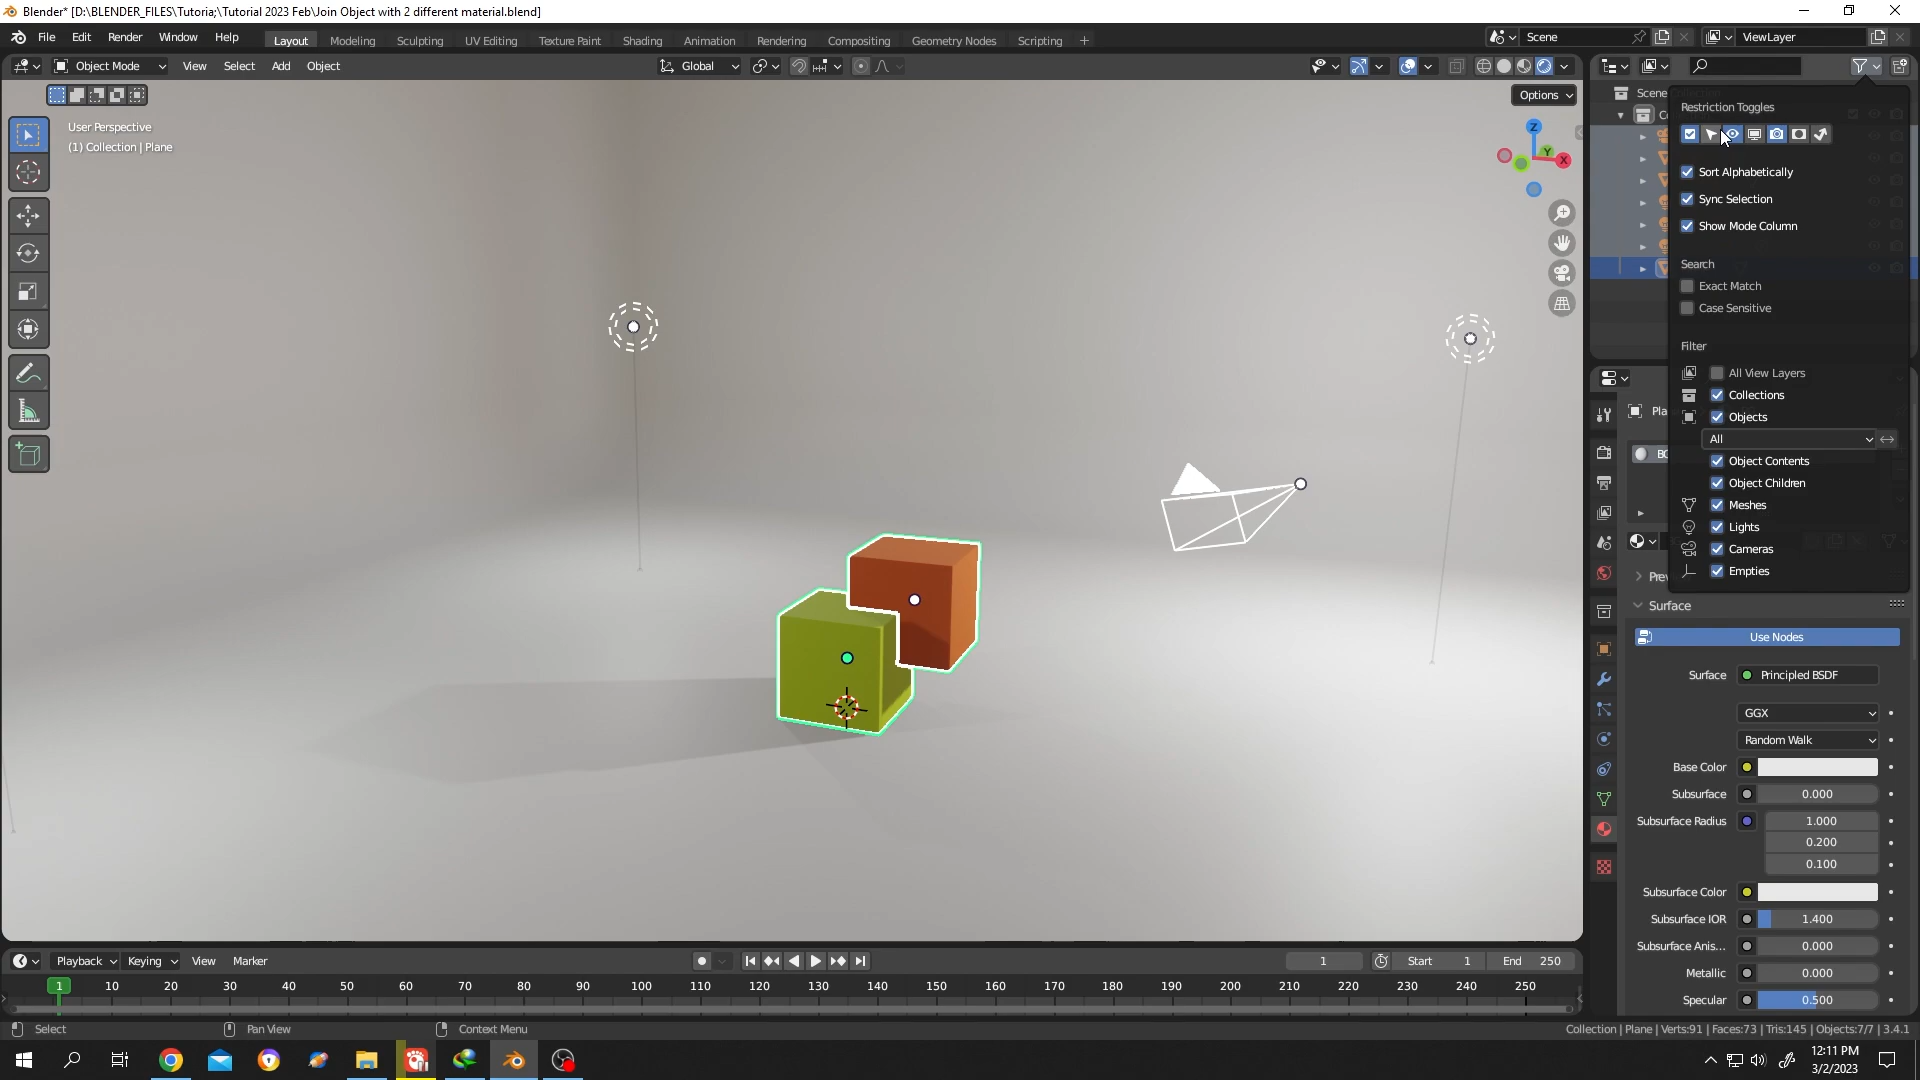 Blender* [D:\BLENDER_FILES\Tutoria;\Tutorial 2023 Feb\Join Object with 2 different material.blend]
File Edit Render Window Help Layout Modeling Sculpting UV Editing Texture Paint Shading Animation Rendering Compositing Geometry Nodes Scripting + Scene ViewLayer
Object Mode View Select Add Object Global
Options
User Perspective
(1) Collection | Plane
Z
Y
X
Scene
Restriction Toggles
Sort Alphabetically
Sync Selection
Show Mode Column
Search
Exact Match
Case Sensitive
Filter
All View Layers
Collections
Objects
All
Object Contents
Object Children
Meshes
Lights
Cameras
Empties
Surface
Use Nodes
Surface Principled BSDF
GGX
Random Walk
Base Color
Subsurface 0.000
Subsurface Radius 1.000
0.200
0.100
Subsurface Color
Subsurface IOR 1.400
Subsurface Anis... 0.000
Metallic 0.000
Specular 0.500
Playback Keying View Marker 1 Start 1 End 250
1 10 20 30 40 50 60 70 80 90 100 110 120 130 140 150 160 170 180 190 200 210 220 230 240 250
Select Pan View Context Menu Collection | Plane | Verts:91 | Faces:73 | Tris:145 | Objects:7/7 | 3.4.1
12:11 PM
3/2/2023